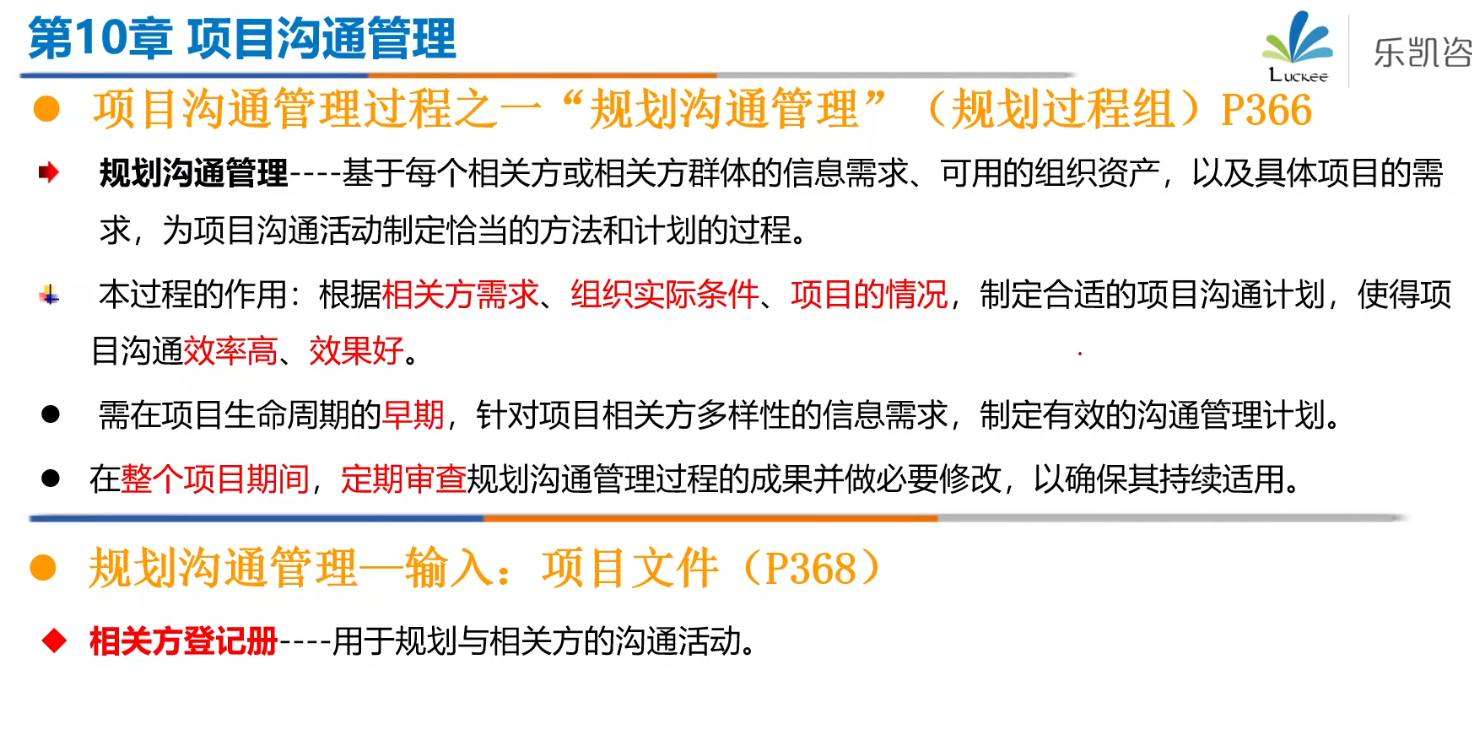 第10章 项目沟通管理
Luckee
乐凯咨
项目沟通管理过程之一“规划沟通管理”（规划过程组）P366
规划沟通管理----基于每个相关方或相关方群体的信息需求、可用的组织资产，以及具体项目的需
求，为项目沟通活动制定恰当的方法和计划的过程。
本过程的作用：根据相关方需求、组织实际条件、项目的情况，制定合适的项目沟通计划，使得项
目沟通效率高、效果好。
需在项目生命周期的早期，针对项目相关方多样性的信息需求，制定有效的沟通管理计划。
在整个项目期间，定期审查规划沟通管理过程的成果并做必要修改，以确保其持续适用。
规划沟通管理—输入：项目文件（P368）
相关方登记册----用于规划与相关方的沟通活动。